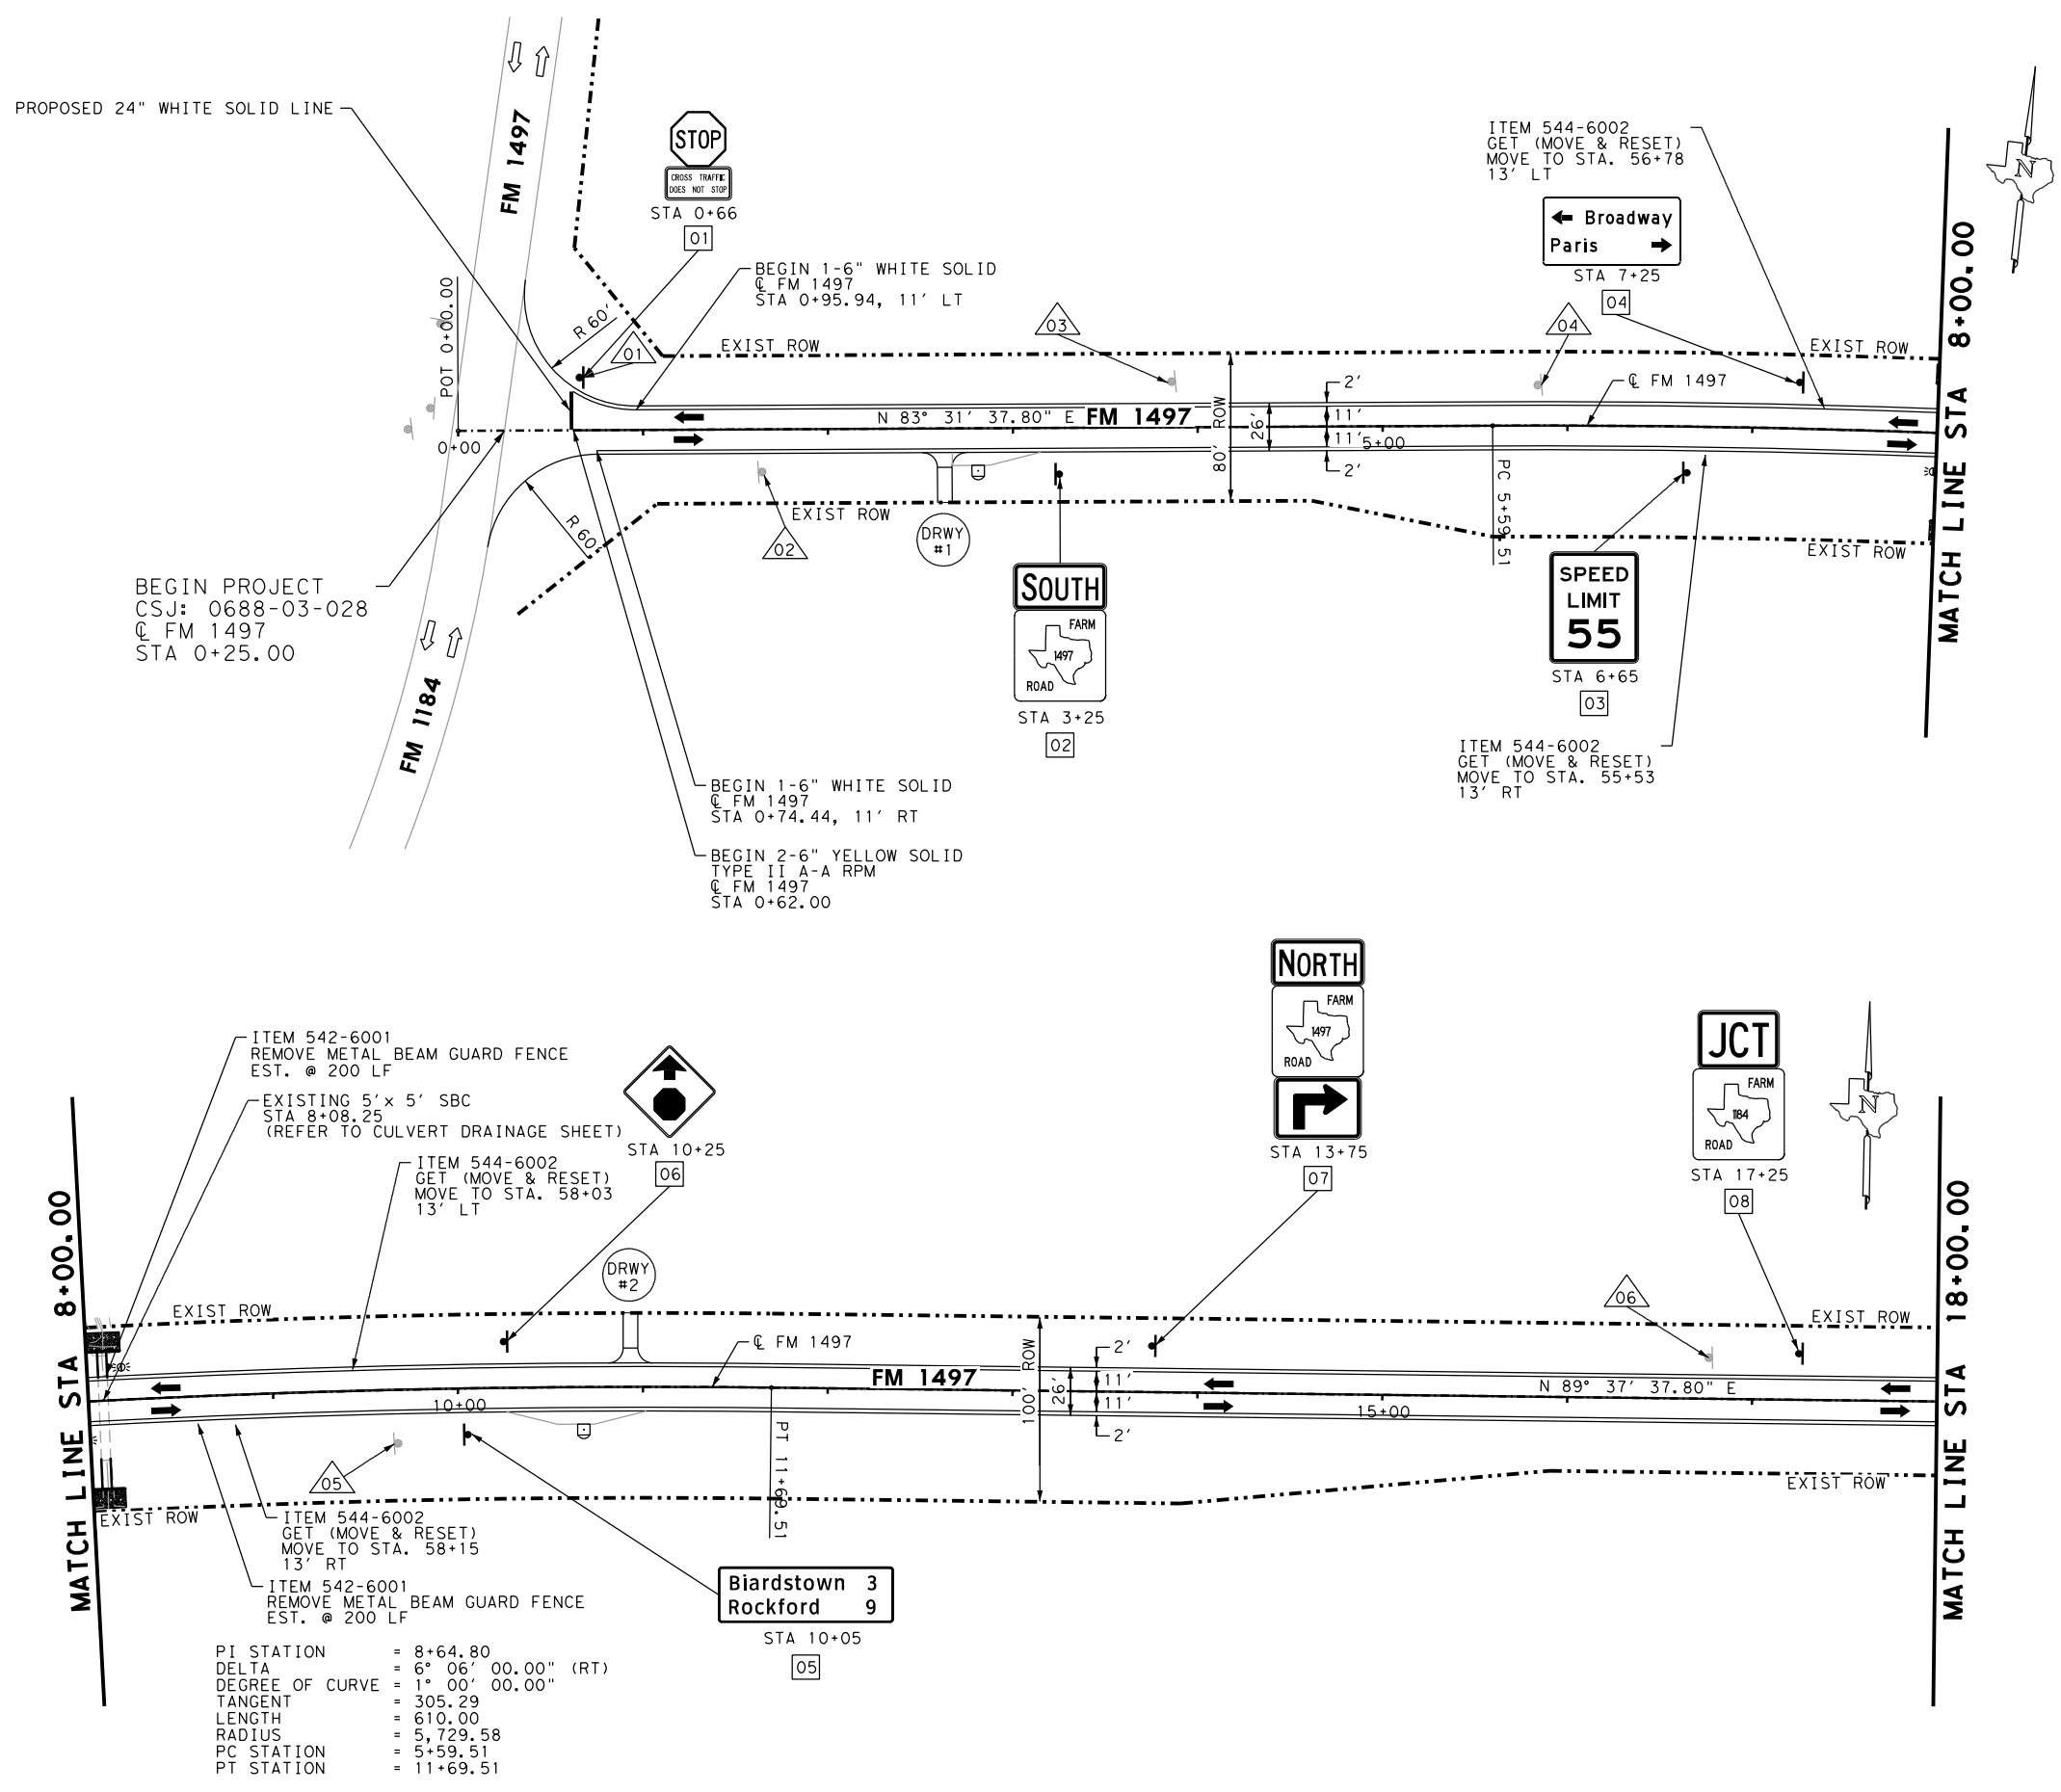 PROPOSED 24" WHITE SOLID LINE
FM 1497
STOP
CROSS TRAFFIC
DOES NOT STOP
STA 0+66
01
BEGIN 1-6" WHITE SOLID
℄ FM 1497
STA 0+95.94, 11' LT
R 60'
01
POT 0+00.00
0+00
EXIST ROW
03
04
ITEM 544-6002
GET (MOVE & RESET)
MOVE TO STA. 56+78
13' LT
Broadway
Paris
STA 7+25
04
EXIST ROW
℄ FM 1497
N
MATCH LINE STA 8+00.00
N 83° 31' 37.80" E
FM 1497
80' ROW
26'
2'
11'
11'
2'
5+00
PC 5+59.51
R 60'
02
EXIST ROW
DRWY
#1
SOUTH
FARM
1497
ROAD
STA 3+25
02
EXIST ROW
SPEED
LIMIT
55
STA 6+65
03
ITEM 544-6002
GET (MOVE & RESET)
MOVE TO STA. 55+53
13' RT
BEGIN PROJECT
CSJ: 0688-03-028
℄ FM 1497
STA 0+25.00
FM 1184
BEGIN 1-6" WHITE SOLID
℄ FM 1497
STA 0+74.44, 11' RT
BEGIN 2-6" YELLOW SOLID
TYPE II A-A RPM
℄ FM 1497
STA 0+62.00
ITEM 542-6001
REMOVE METAL BEAM GUARD FENCE
EST. @ 200 LF
EXISTING 5'x 5' SBC
STA 8+08.25
(REFER TO CULVERT DRAINAGE SHEET)
ITEM 544-6002
GET (MOVE & RESET)
MOVE TO STA. 58+03
13' LT
STA 10+25
06
DRWY
#2
NORTH
FARM
1497
ROAD
STA 13+75
07
JCT
FARM
1184
ROAD
STA 17+25
08
N
06
MATCH LINE STA 8+00.00
EXIST ROW
℄ FM 1497
EXIST ROW
FM 1497
100' ROW
26'
2'
11'
11'
2'
N 89° 37' 37.80" E
10+00
15+00
PT 11+69.51
MATCH LINE STA 18+00.00
05
EXIST ROW
EXIST ROW
ITEM 544-6002
GET (MOVE & RESET)
MOVE TO STA. 58+15
13' RT
ITEM 542-6001
REMOVE METAL BEAM GUARD FENCE
EST. @ 200 LF
Biardstown 3
Rockford 9
STA 10+05
05
PI STATION = 8+64.80
DELTA = 6° 06' 00.00" (RT)
DEGREE OF CURVE = 1° 00' 00.00"
TANGENT = 305.29
LENGTH = 610.00
RADIUS = 5,729.58
PC STATION = 5+59.51
PT STATION = 11+69.51